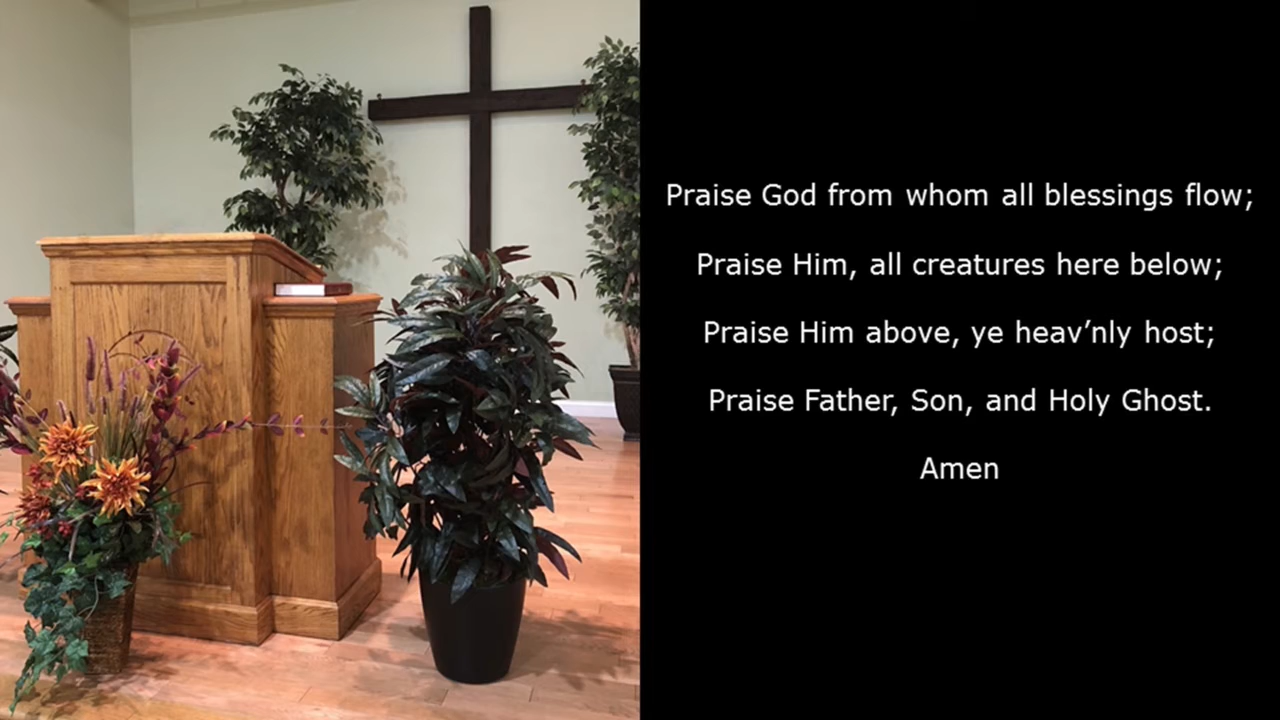 Praise God from whom all blessings flow;
Praise Him, all creatures here below;
Praise Him above, ye heav’nly host;
Praise Father, Son, and Holy Ghost.
Amen